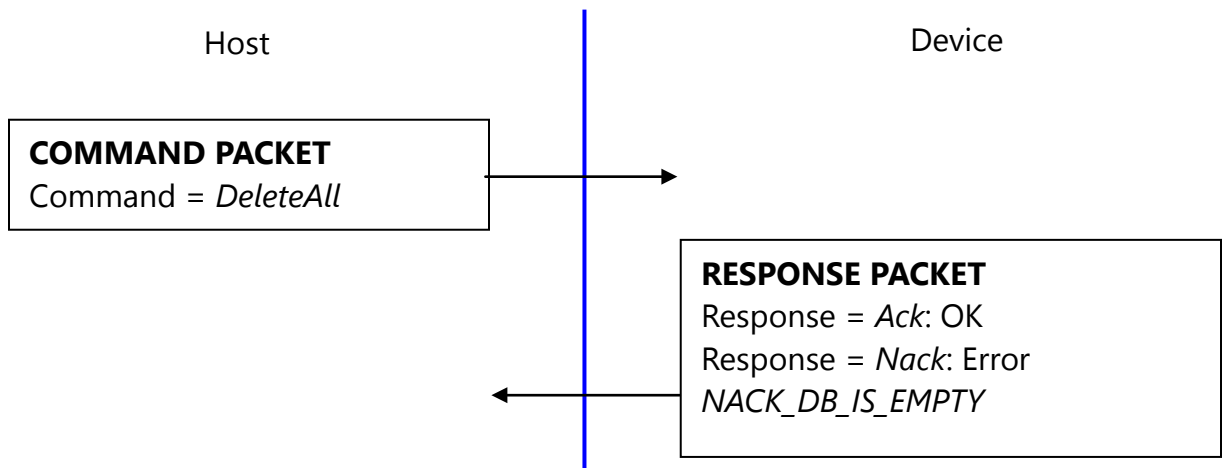 Host
Device
COMMAND PACKET
Command = DeleteAll
RESPONSE PACKET
Response = Ack: OK
Response = Nack: Error
NACK_DB_IS_EMPTY